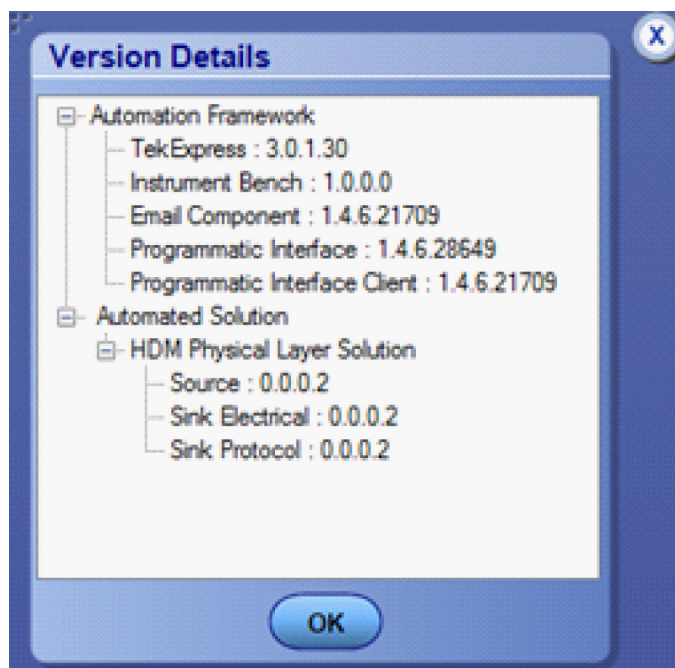 Version Details
X
Automation Framework
TekExpress : 3.0.1.30
Instrument Bench : 1.0.0.0
Email Component : 1.4.6.21709
Programmatic Interface : 1.4.6.28649
Programmatic Interface Client : 1.4.6.21709
Automated Solution
HDM Physical Layer Solution
Source : 0.0.0.2
Sink Electrical : 0.0.0.2
Sink Protocol : 0.0.0.2
OK